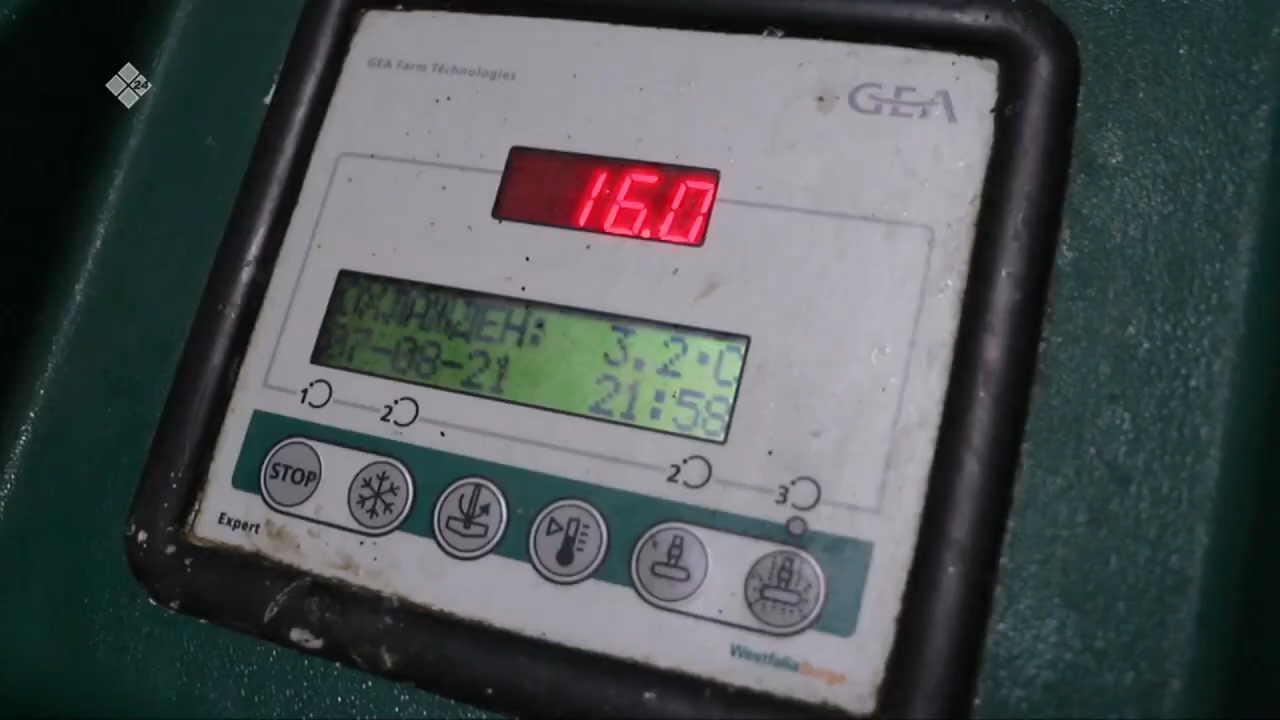 24
GEA Farm Technologies
GEA
16.0
3.2°C
07-08-21 21:58
1 2 2 3
STOP
Expert
WestfaliaSurge